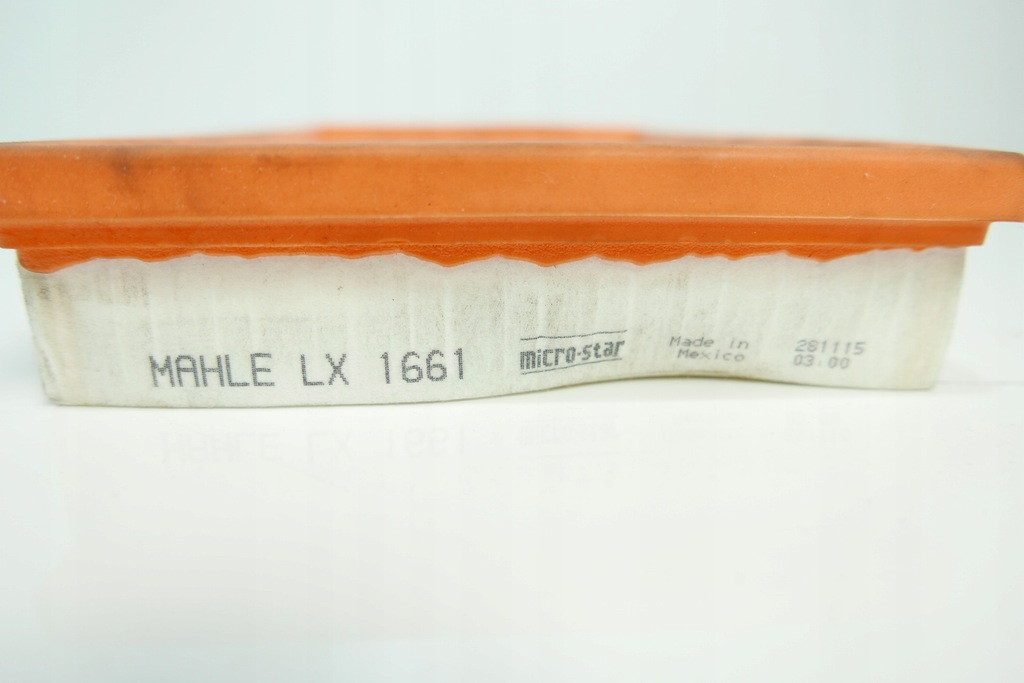 MAHLE LX 1661
micro-star
Made in
Mexico
281115
03.00